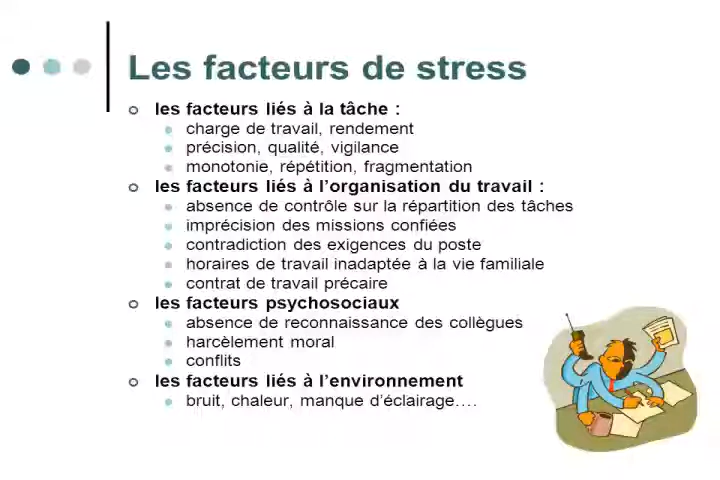 Les facteurs de stress
les facteurs liés à la tâche :
charge de travail, rendement
précision, qualité, vigilance
monotonie, répétition, fragmentation
les facteurs liés à l’organisation du travail :
absence de contrôle sur la répartition des tâches
imprécision des missions confiées
contradiction des exigences du poste
horaires de travail inadaptée à la vie familiale
contrat de travail précaire
les facteurs psychosociaux
absence de reconnaissance des collègues
harcèlement moral
conflits
les facteurs liés à l’environnement
bruit, chaleur, manque d’éclairage….